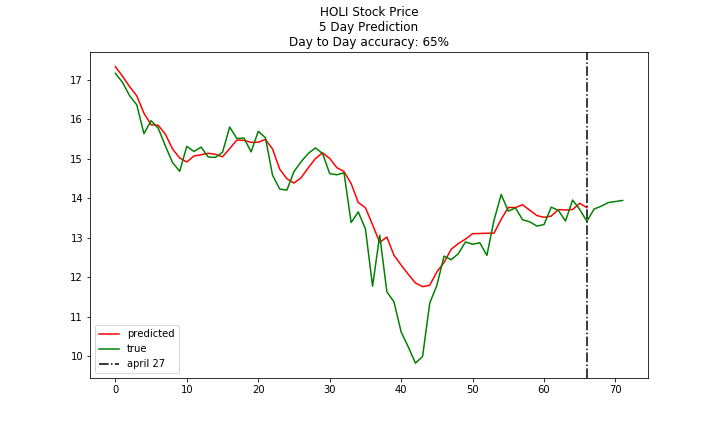 HOLI Stock Price
5 Day Prediction
Day to Day accuracy: 65%
17
16
15
14
13
12
11
10
predicted
true
april 27
0 10 20 30 40 50 60 70